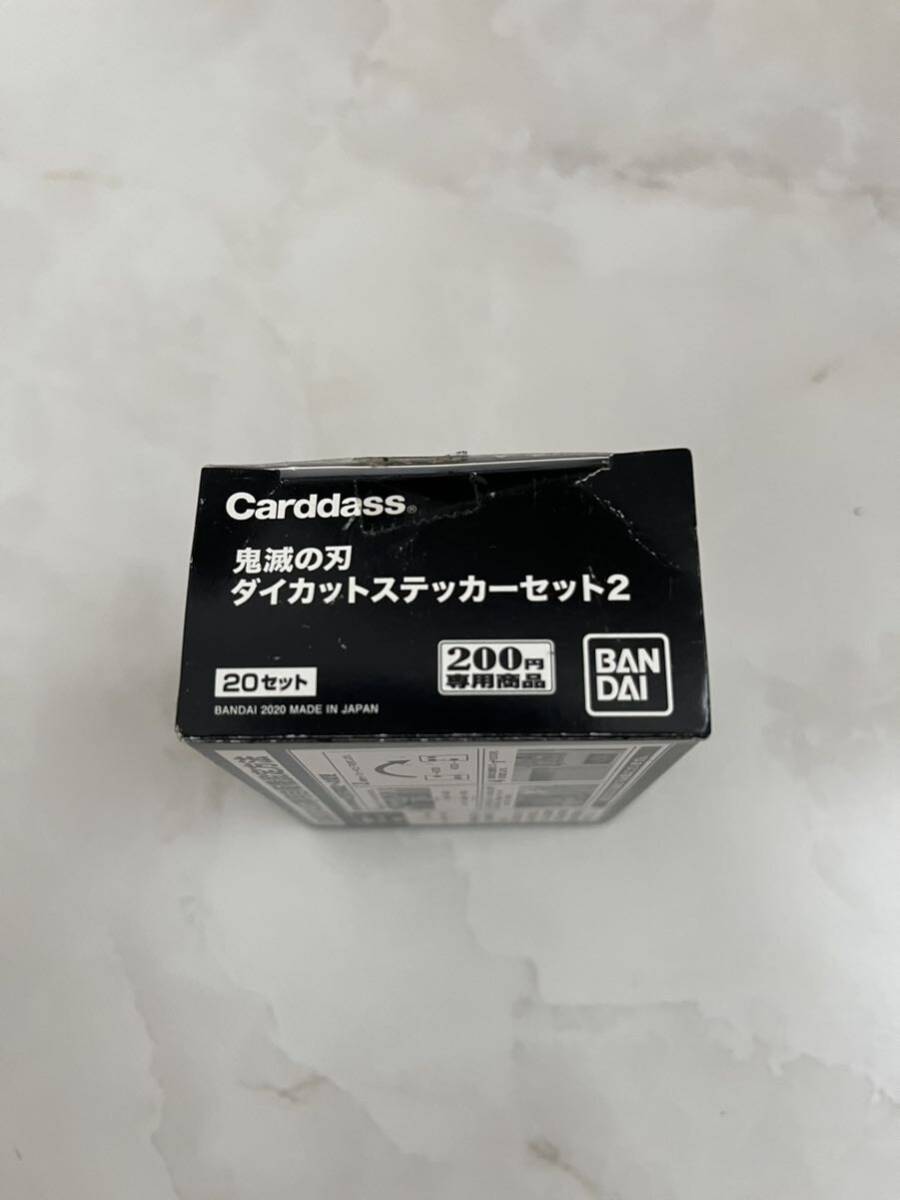 Carddass®
鬼滅の刃
ダイカットステッカーセット2
200円
専用商品
BAN
DAI
20セット
BANDAI 2020 MADE IN JAPAN